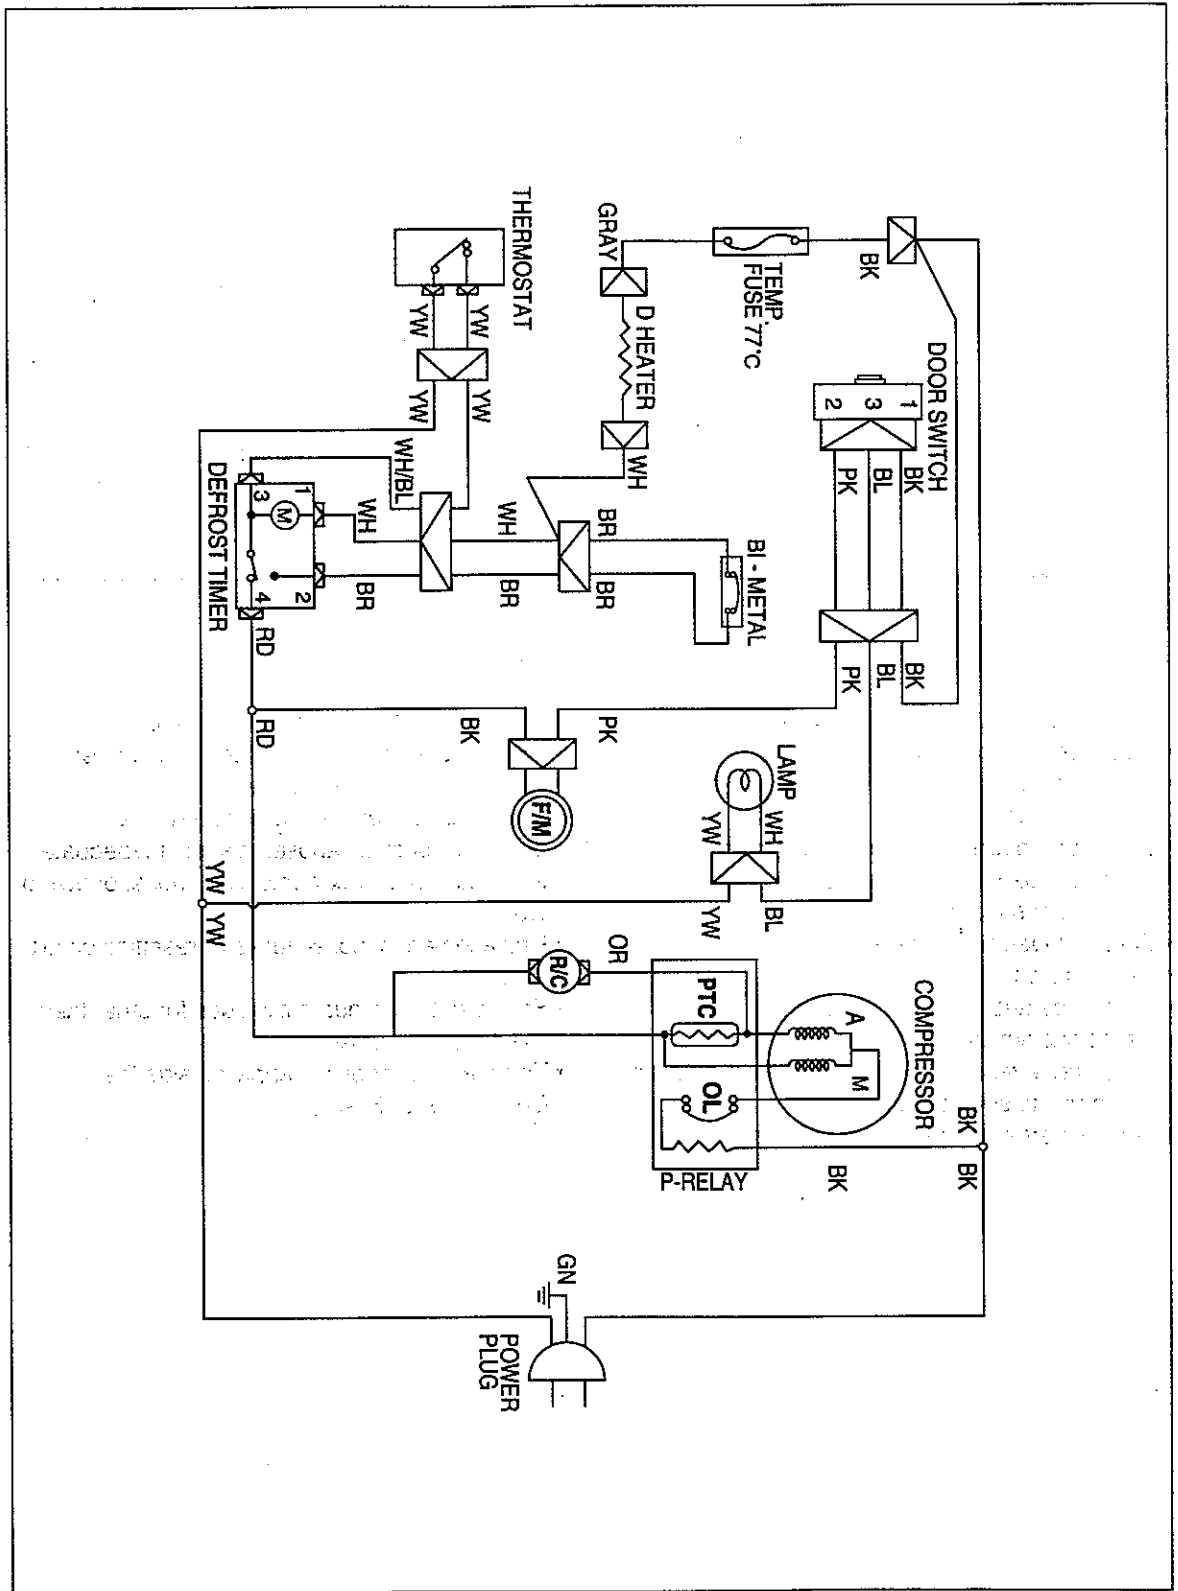 THERMOSTAT
YW
YW
YW
YW
GRAY
D HEATER
WH
TEMP.
FUSE 77°C
BK
DOOR SWITCH
1
3
2
BK
BL
PK
BK
BL
PK
DEFROST TIMER
1
3
M
4
2
WH/BL
WH
BR
WH
BR
BR
BR
BI - METAL
RD
RD
BK
PK
F/M
LAMP
WH
YW
BL
YW
YW
YW
OR
R/C
PTC
OL
P-RELAY
COMPRESSOR
A
M
BK
BK
BK
GN
POWER
PLUG